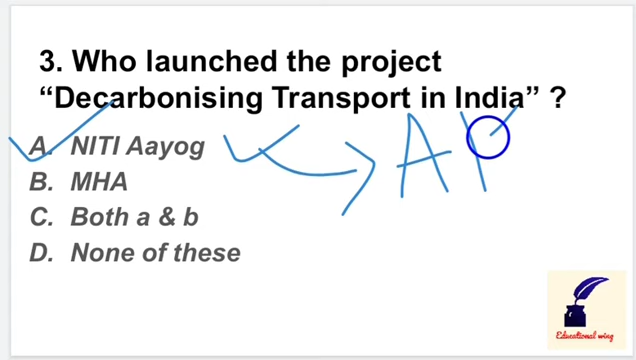 3. Who launched the project
“Decarbonising Transport in India” ?
A. NITI Aayog
B. MHA
C. Both a & b
D. None of these
AP
Educational wing